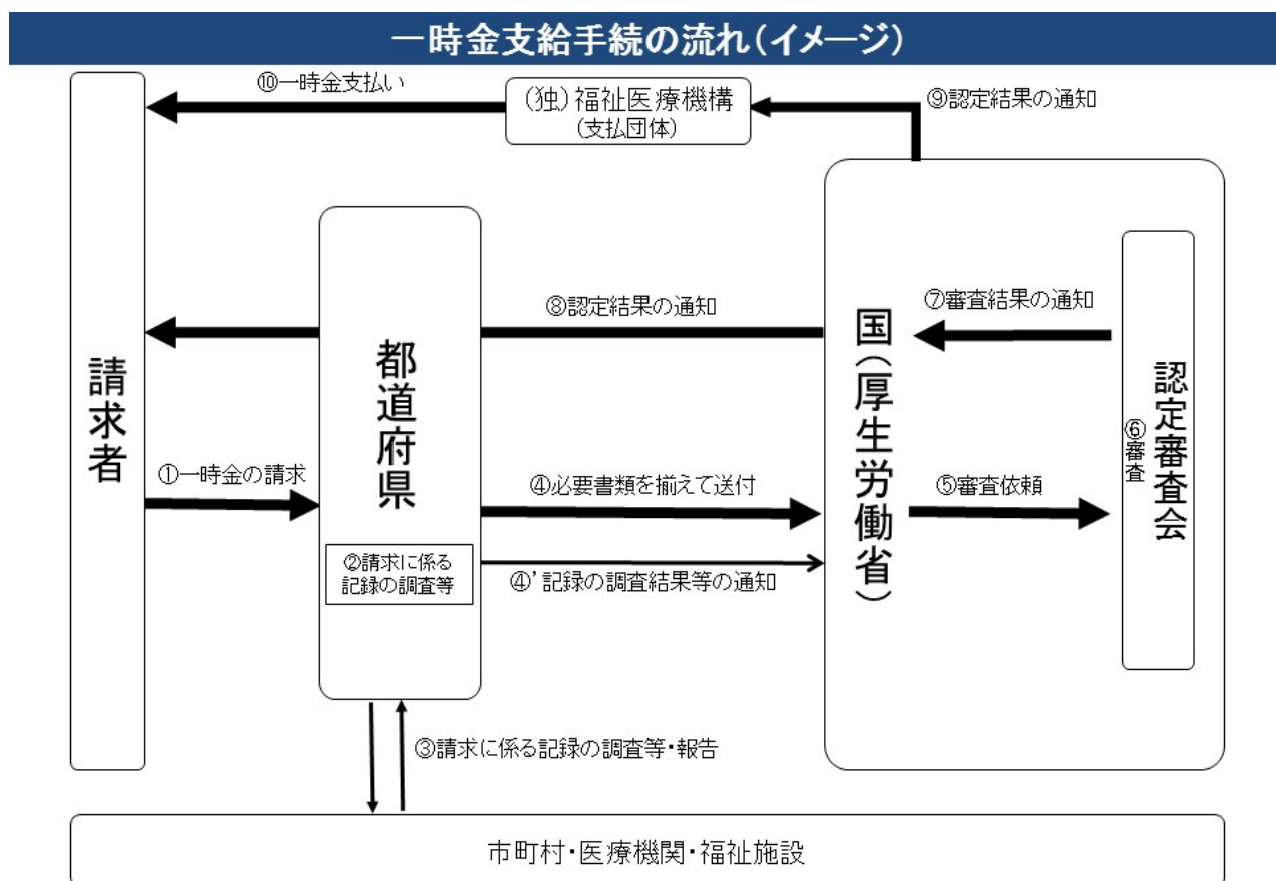 一時金支給手続の流れ(イメージ)
⑩一時金支払い
(独)福祉医療機構
(支払団体)
⑨認定結果の通知
請求者
都道府県
国(厚生労働省)
認定審査会
⑥審査
⑧認定結果の通知
⑦審査結果の通知
①一時金の請求
④必要書類を揃えて送付
⑤審査依頼
②請求に係る
記録の調査等
④'記録の調査結果等の通知
③請求に係る記録の調査等・報告
市町村・医療機関・福祉施設